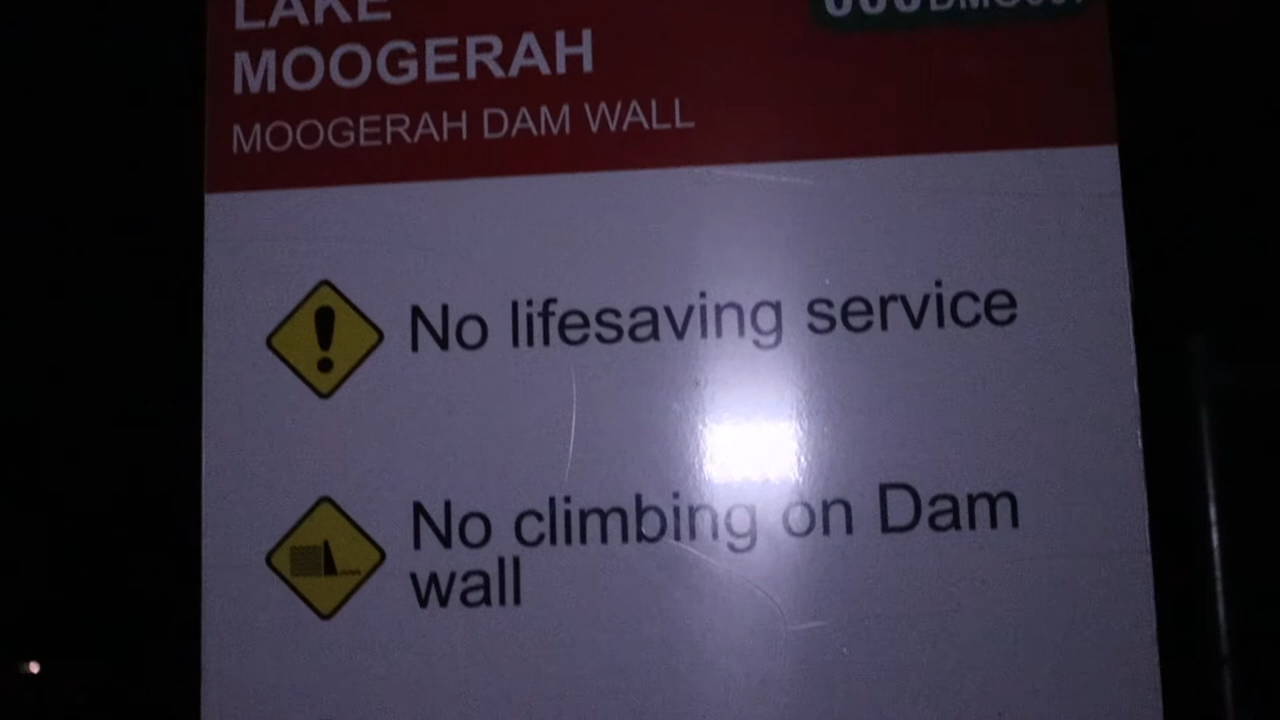 LAKE
MOOGERAH
MOOGERAH DAM WALL
No lifesaving service
No climbing on Dam
wall